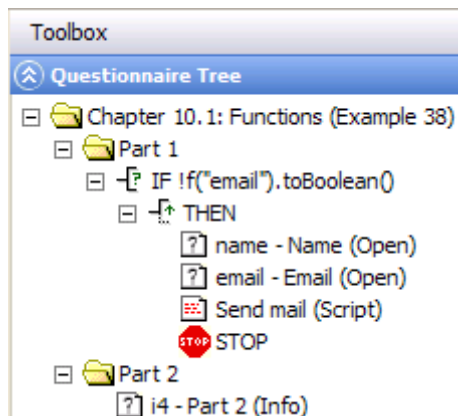 Toolbox
Questionnaire Tree
Chapter 10.1: Functions (Example 38)
Part 1
IF !f("email").toBoolean()
THEN
name - Name (Open)
email - Email (Open)
Send mail (Script)
STOP STOP
Part 2
i4 - Part 2 (Info)